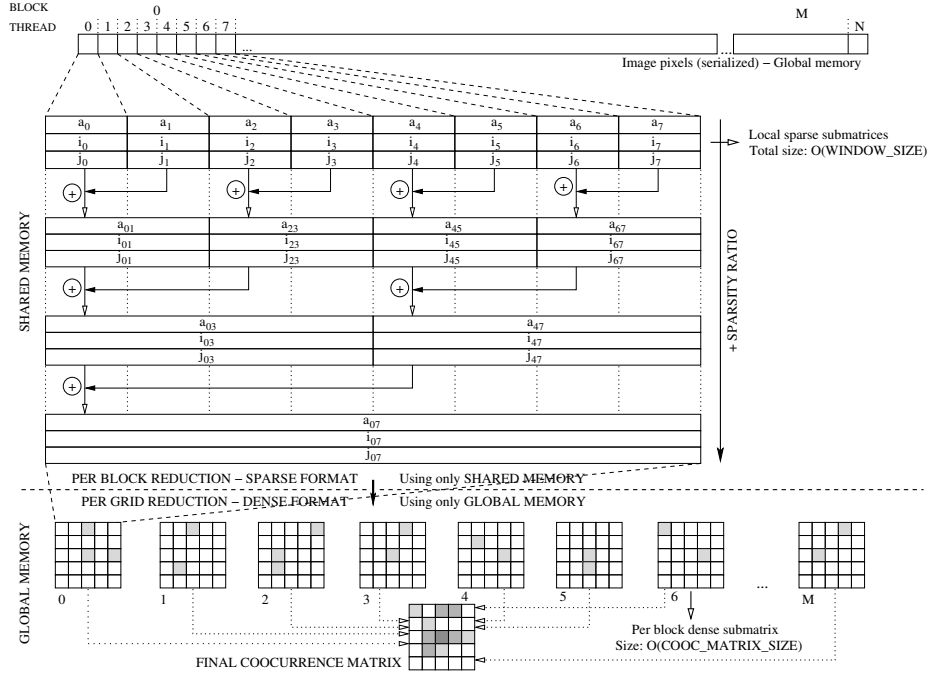 BLOCK 0 M
THREAD 0 1 2 3 4 5 6 7 N
... ...
Image pixels (serialized) – Global memory
a0 a1 a2 a3 a4 a5 a6 a7
i0 i1 i2 i3 i4 i5 i6 i7
j0 j1 j2 j3 j4 j5 j6 j7
Local sparse submatrices
Total size: O(WINDOW_SIZE)
+ + + +
a01 a23 a45 a67
i01 i23 i45 i67
j01 j23 j45 j67
SHARED MEMORY
+ SPARSITY RATIO
+ +
a03 a47
i03 i47
j03 j47
+
a07
i07
j07
PER BLOCK REDUCTION – SPARSE FORMAT Using only SHARED MEMORY
PER GRID REDUCTION – DENSE FORMAT Using only GLOBAL MEMORY
GLOBAL MEMORY
...
0 1 2 3 4 5 6 M
Per block dense submatrix
Size: O(COOC_MATRIX_SIZE)
FINAL COOCURRENCE MATRIX